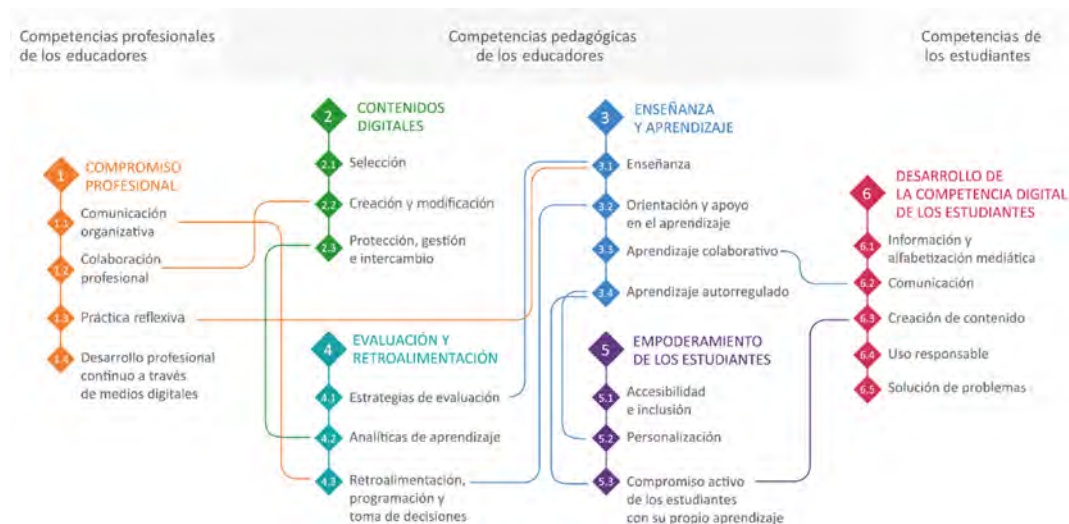 Competencias profesionales
de los educadores
Competencias pedagógicas
de los educadores
Competencias de
los estudiantes
1
COMPROMISO
PROFESIONAL
1.1
Comunicación
organizativa
1.2
Colaboración
profesional
1.3
Práctica reflexiva
1.4
Desarrollo profesional
continuo a través
de medios digitales
2
CONTENIDOS
DIGITALES
2.1
Selección
2.2
Creación y modificación
2.3
Protección, gestión
e intercambio
3
ENSEÑANZA
Y APRENDIZAJE
3.1
Enseñanza
3.2
Orientación y apoyo
en el aprendizaje
3.3
Aprendizaje colaborativo
3.4
Aprendizaje autorregulado
4
EVALUACIÓN Y
RETROALIMENTACIÓN
4.1
Estrategias de evaluación
4.2
Analíticas de aprendizaje
4.3
Retroalimentación,
programación y
toma de decisiones
5
EMPODERAMIENTO
DE LOS ESTUDIANTES
5.1
Accesibilidad
e inclusión
5.2
Personalización
5.3
Compromiso activo
de los estudiantes
con su propio aprendizaje
6
DESARROLLO DE
LA COMPETENCIA DIGITAL
DE LOS ESTUDIANTES
6.1
Información y
alfabetización mediática
6.2
Comunicación
6.3
Creación de contenido
6.4
Uso responsable
6.5
Solución de problemas